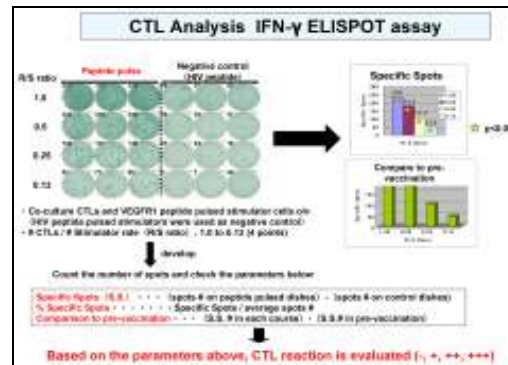 CTL Analysis IFN-γ ELISPOT assay
Peptide pulse
Negative control
(HIV peptide)
R/S ratio
1.0
0.5
0.25
0.12
Specific Spots
Compare to pre-
vaccination
・Co-culture CTLs and VEGFR1 peptide pulsed stimulator cells o/n
(HIV peptide pulsed stimulators were used as negative control)
・# CTLs / # Stimulator rate (R/S ratio) , 1.0 to 0.12 (4 points)
develop
Count the number of spots and check the parameters below
Specific Spots (S.S.) ・・・ (spots # on peptide pulsed dishes) - (spots # on control dishes)
% Specific Spots ・・・・・・ Specific Spots / average spots #
Comparison to pre-vaccination ・・・ (S.S. # in each course) - (S.S.# in pre-vaccination)
Based on the parameters above, CTL reaction is evaluated (-, +, ++, +++)